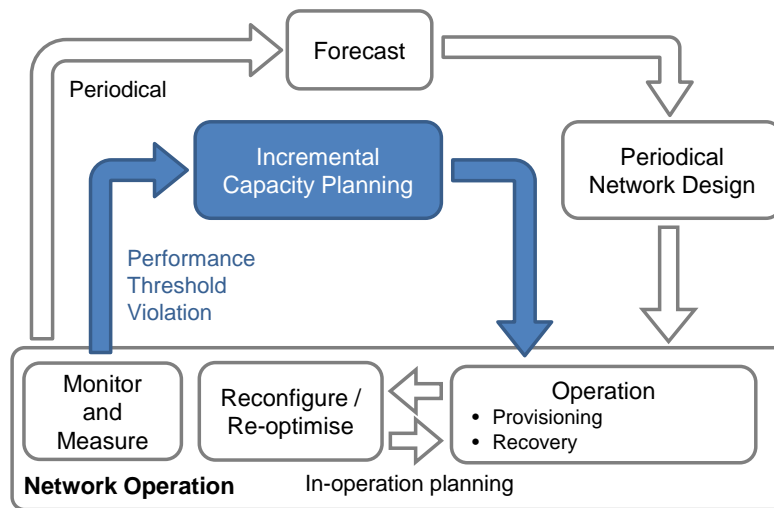 Forecast
Periodical
Incremental
Capacity Planning
Periodical
Network Design
Performance
Threshold
Violation
Monitor
and
Measure
Reconfigure /
Re-optimise
Operation
• Provisioning
• Recovery
Network Operation
In-operation planning